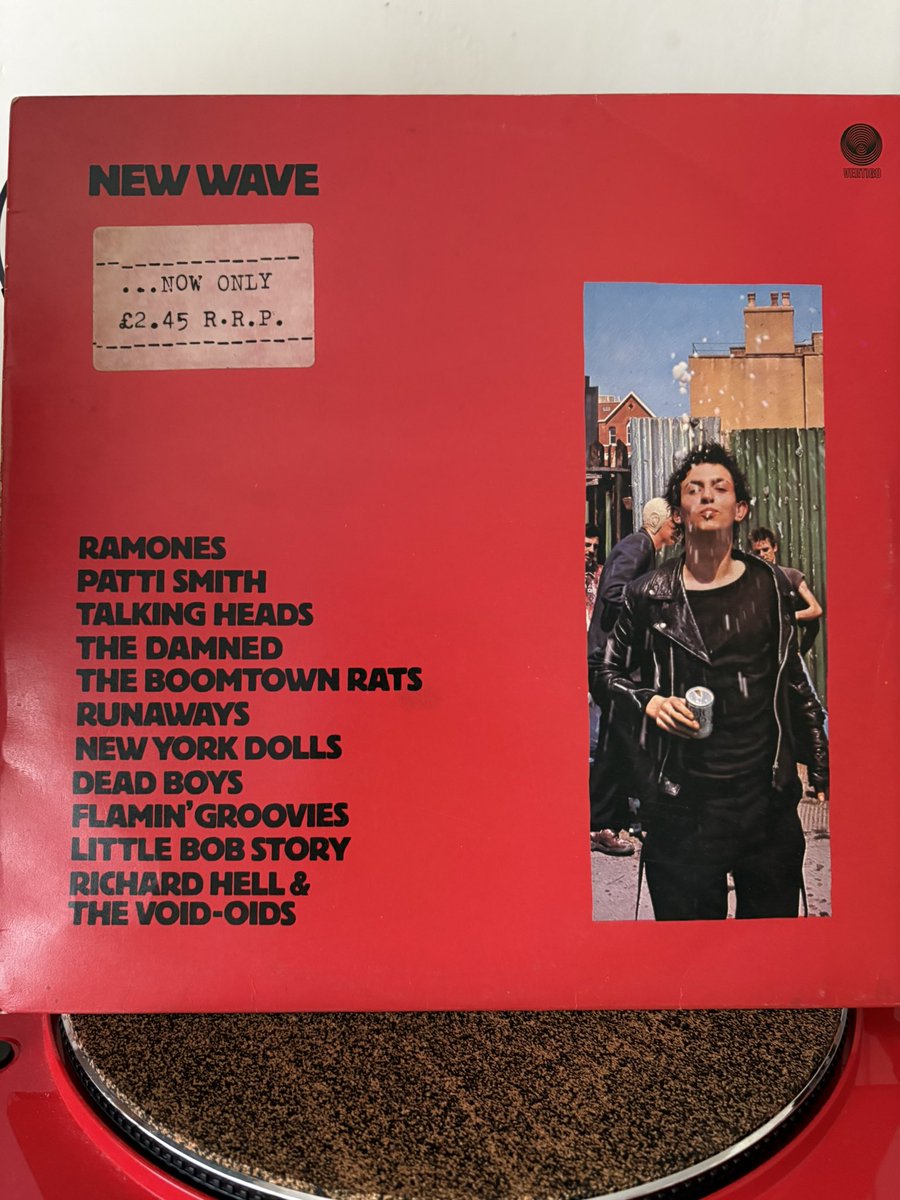 NEW WAVE
VERTIGO
...NOW ONLY
£2.45 R.R.P.
RAMONES
PATTI SMITH
TALKING HEADS
THE DAMNED
THE BOOMTOWN RATS
RUNAWAYS
NEW YORK DOLLS
DEAD BOYS
FLAMIN' GROOVIES
LITTLE BOB STORY
RICHARD HELL &
THE VOID-OIDS